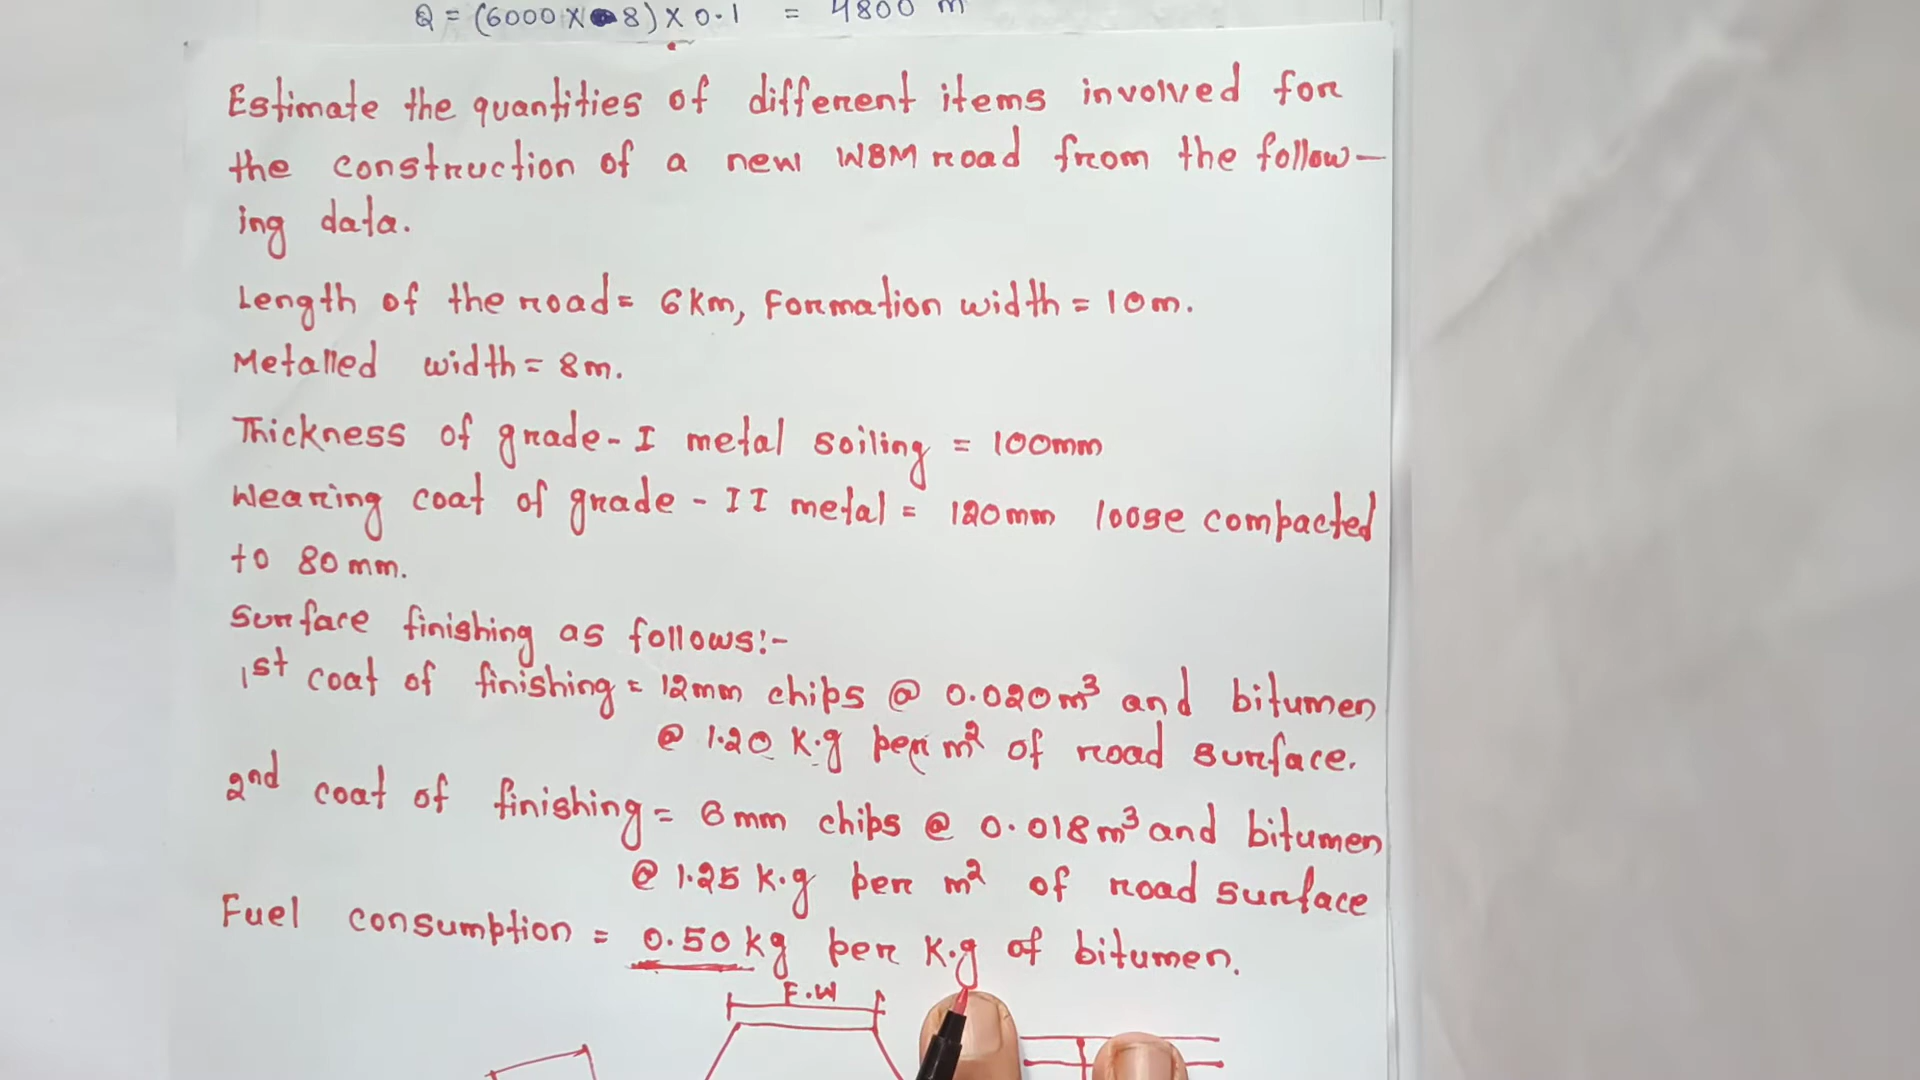 Q = (6000 X 8) X 0.1 = 4800 m
Estimate the quantities of different items involved for
the construction of a new WBM road from the follow-
ing data.
Length of the road = 6km, Formation width = 10m.
Metalled width = 8m.
Thickness of grade-I metal soiling = 100mm
Wearing coat of grade-II metal = 120mm loose compacted
to 80mm.
Surface finishing as follows:-
1st coat of finishing = 12mm chips @ 0.020m³ and bitumen
@ 1.20 K.g per m² of road surface.
2nd coat of finishing = 6mm chips @ 0.018m³ and bitumen
@ 1.25 K.g per m² of road surface
Fuel consumption = 0.50 kg per K.g of bitumen.
F.W